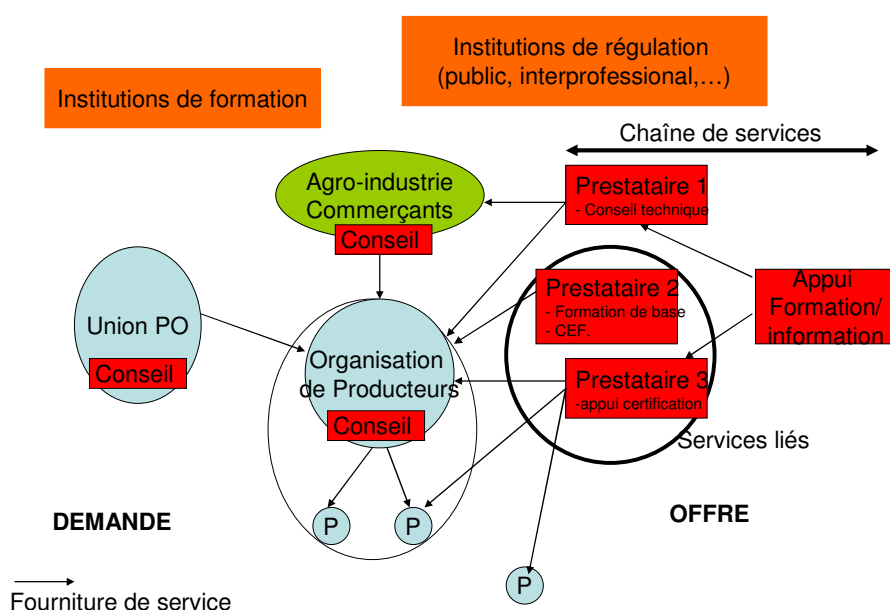 Institutions de régulation
(public, interprofessional,…)
Institutions de formation
Chaîne de services
Agro-industrie
Commerçants
Conseil
Prestataire 1
- Conseil technique
Prestataire 2
- Formation de base
- CEF.
Appui
Formation/
information
Union PO
Conseil
Organisation
de Producteurs
Conseil
Prestataire 3
-appui certification
Services liés
P
P
P
DEMANDE
OFFRE
Fourniture de service